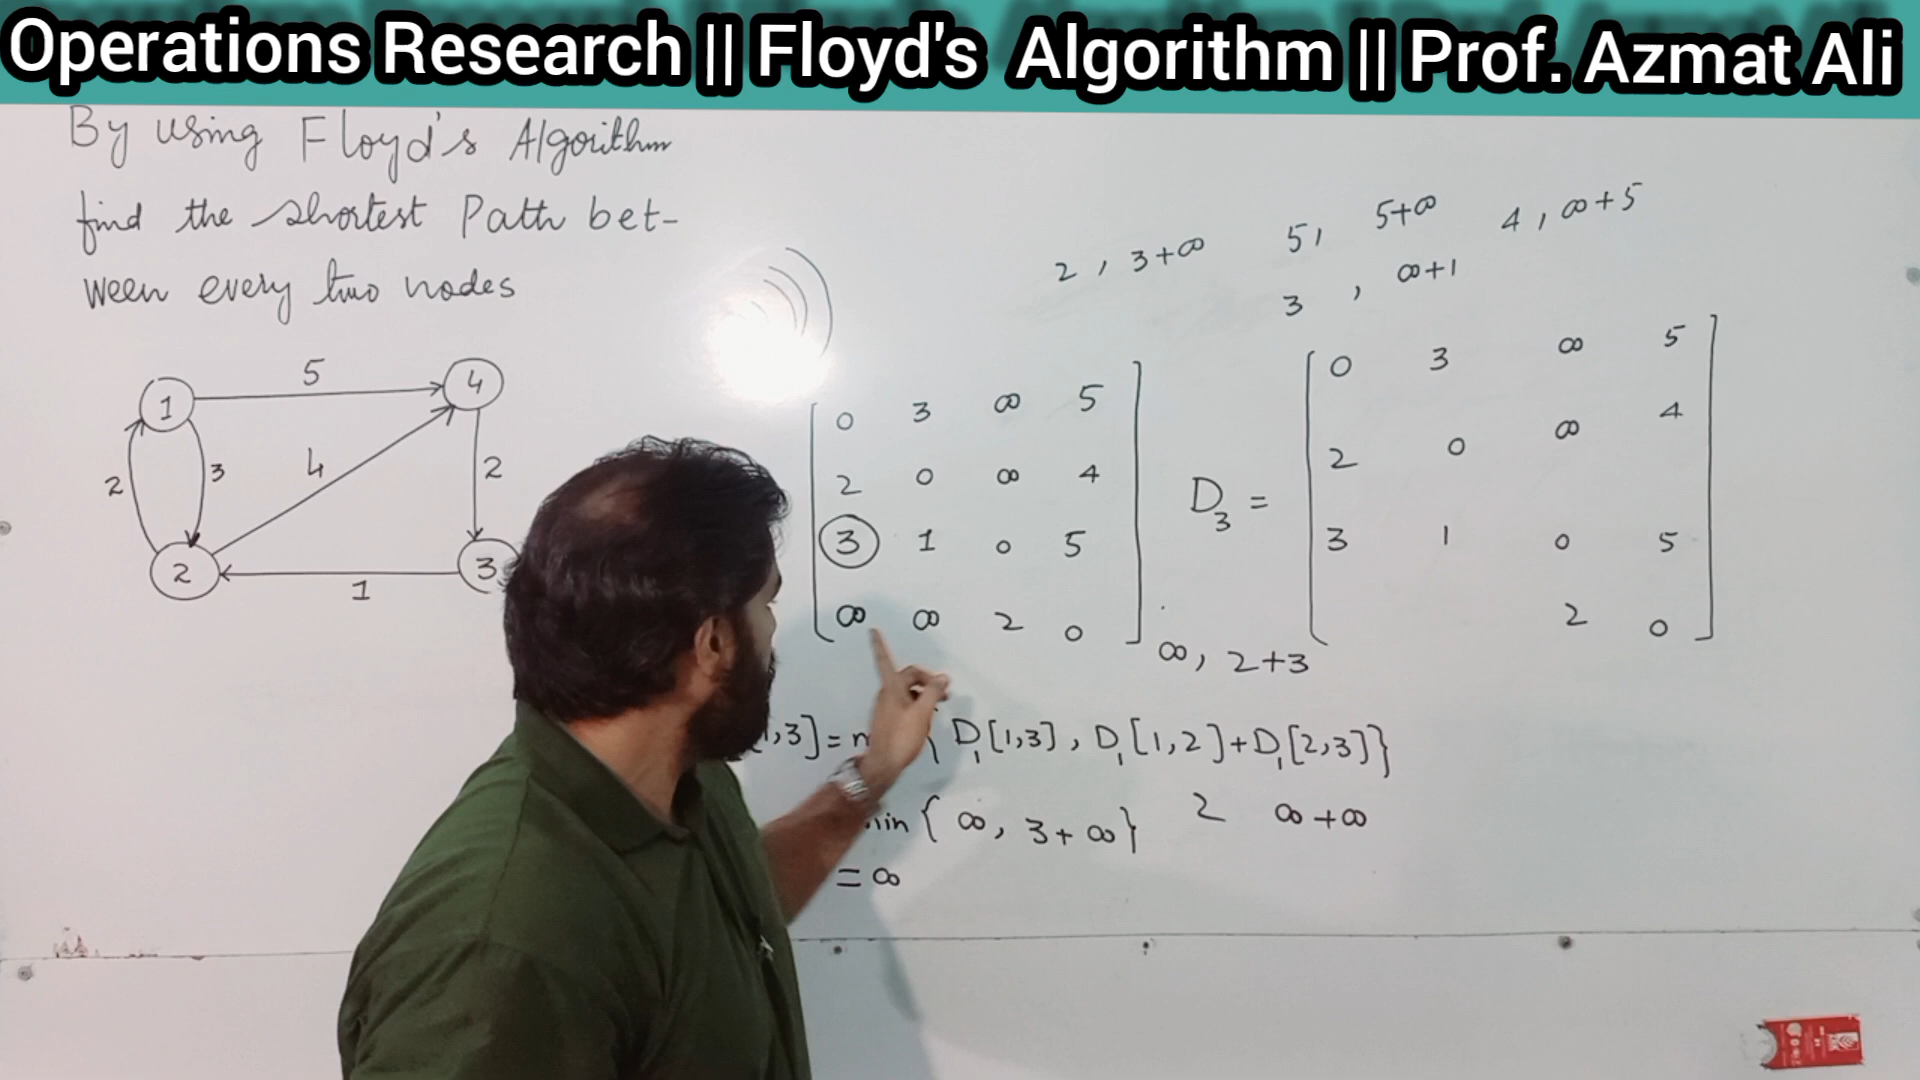 Operations Research || Floyd's Algorithm || Prof. Azmat Ali
By using Floyd's Algorithm
find the shortest Path bet-
ween every two nodes
2 , 3+∞
5, 5+∞
4 , ∞+5
3 , ∞+1
1 5 4
2 3 4 2
2 1 3
0 3 ∞ 5
2 0 ∞ 4
3 1 0 5
∞ ∞ 2 0
D3 =
0 3 ∞ 5
2 0 ∞ 4
3 1 0 5
2 0
∞, 2+3
,3] = { D1[1,3] , D1[1,2]+D1[2,3]}
{ ∞, 3+∞} 2 ∞+∞
= ∞